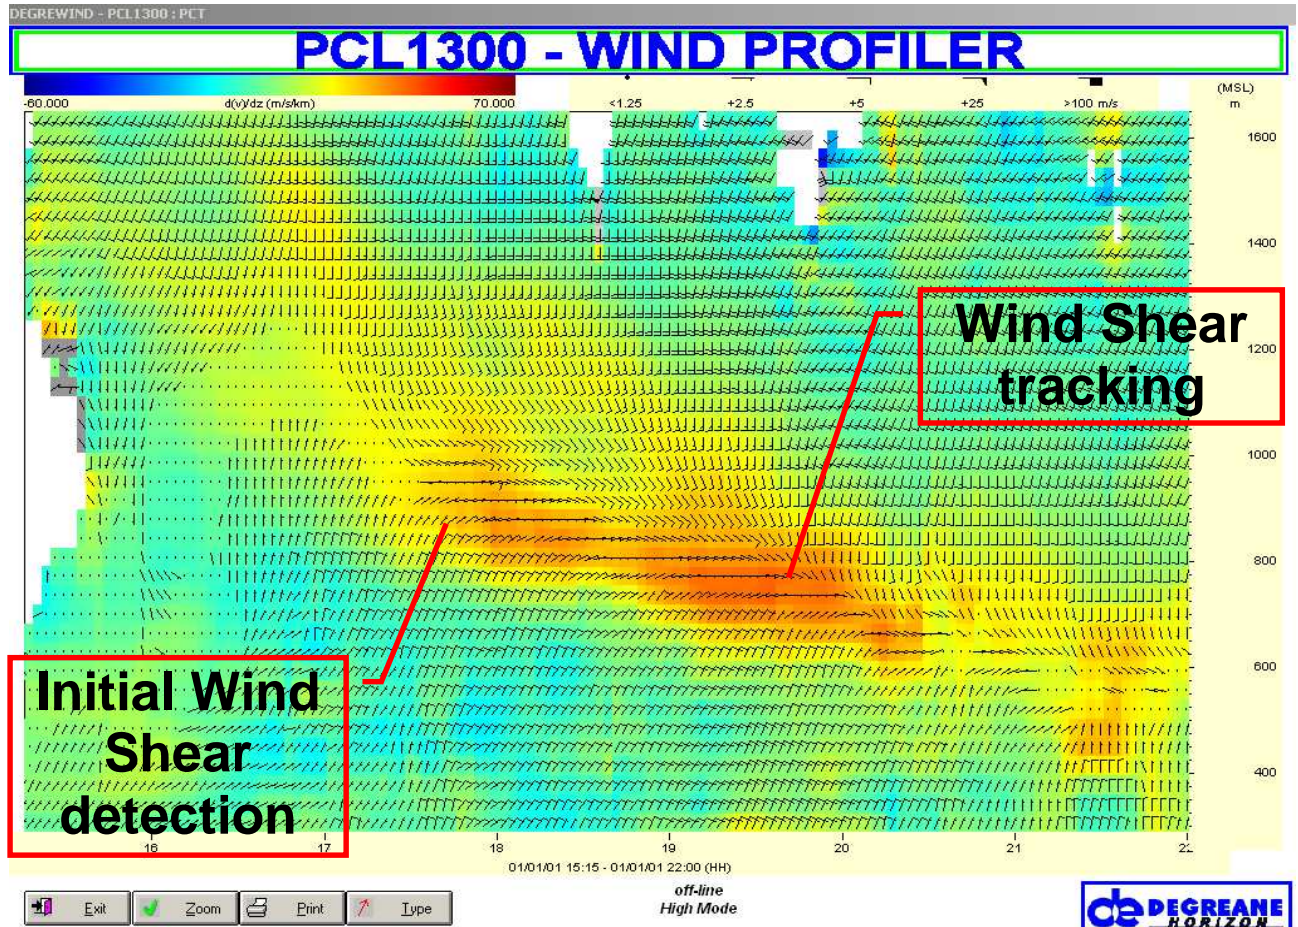 DEGREWIND - PCL1300 : PCT
PCL1300 - WIND PROFILER
-60.000 d(v)/dz (m/s/km) 70.000 <1.25 +2.5 +5 +25 >100 m/s
(MSL)
m
1600
1400
Wind Shear
tracking
1200
1000
800
600
Initial Wind
Shear
detection
400
16 17 18 19 20 21 22
01/01/01 15:15 - 01/01/01 22:00 (HH)
off-line
High Mode
Exit Zoom Print Type
de DEGREANE
HORIZON